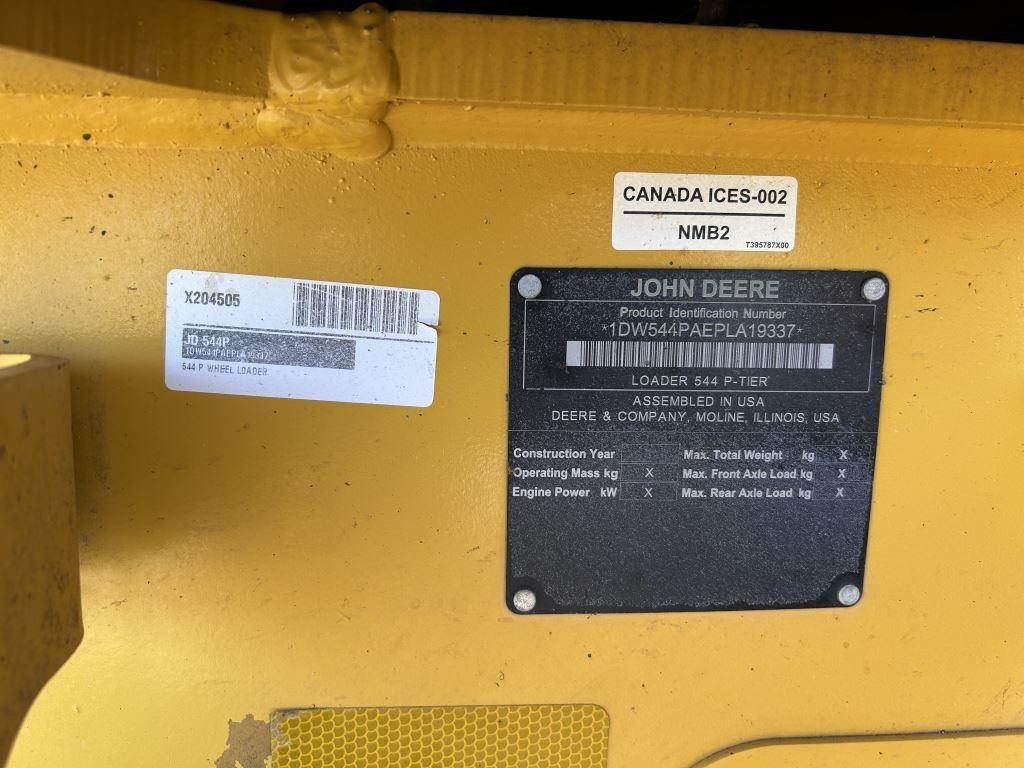 CANADA ICES-002
NMB2
T395787X00
X204505
JD 544P
1DW544PAEPLA19337
544 P WHEEL LOADER
JOHN DEERE
Product Identification Number
*1DW544PAEPLA19337*
LOADER 544 P-TIER
ASSEMBLED IN USA
DEERE & COMPANY, MOLINE, ILLINOIS, USA
Construction Year Max. Total Weight kg X
Operating Mass kg X Max. Front Axle Load kg X
Engine Power kW X Max. Rear Axle Load kg X